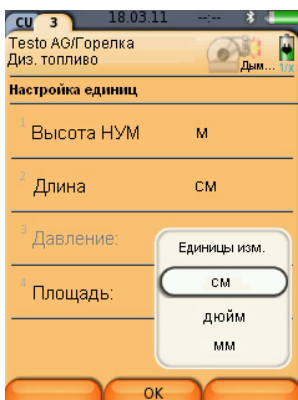 CU 3 18.03.11 --:--
Testo AG/Горелка
Диз. топливо
Дым... 1/x
Настройка единиц
1 Высота НУМ м
2 Длина см
3 Давление:
Единицы изм.
см
4 Площадь:
дюйм
мм
OK